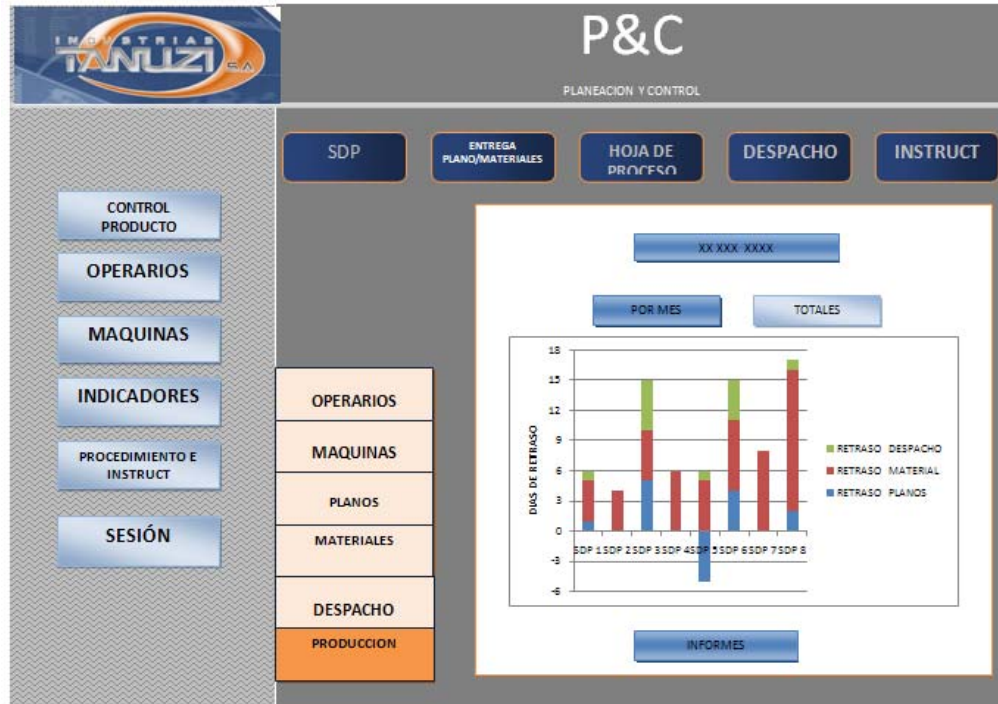 INDUSTRIAS
TANUZI S.A
P&C
PLANEACION Y CONTROL
SDP
ENTREGA
PLANO/MATERIALES
HOJA DE
PROCESO
DESPACHO
INSTRUCT
CONTROL
PRODUCTO
OPERARIOS
MAQUINAS
INDICADORES
PROCEDIMIENTO E
INSTRUCT
SESIÓN
OPERARIOS
MAQUINAS
PLANOS
MATERIALES
DESPACHO
PRODUCCION
XX XXX XXXX
POR MES
TOTALES
DIAS DE RETRASO
18
15
12
9
6
3
0
-3
-6
SDP 1 SDP 2 SDP 3 SDP 4 SDP 5 SDP 6 SDP 7 SDP 8
RETRASO DESPACHO
RETRASO MATERIAL
RETRASO PLANOS
INFORMES